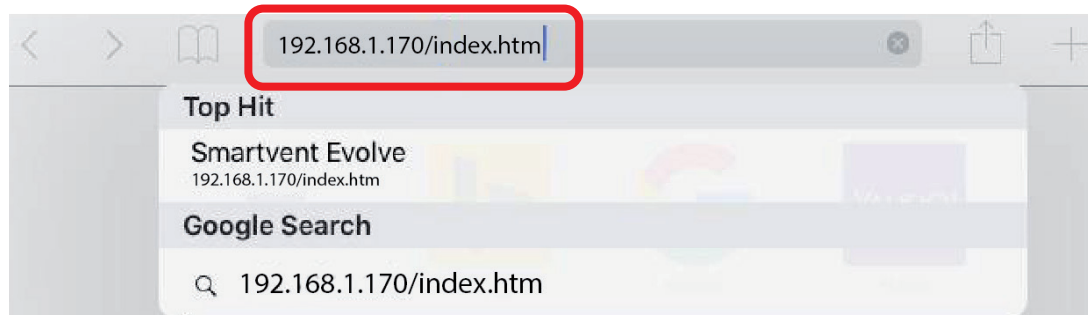 192.168.1.170/index.htm
Top Hit
Smartvent Evolve
192.168.1.170/index.htm
Google Search
192.168.1.170/index.htm